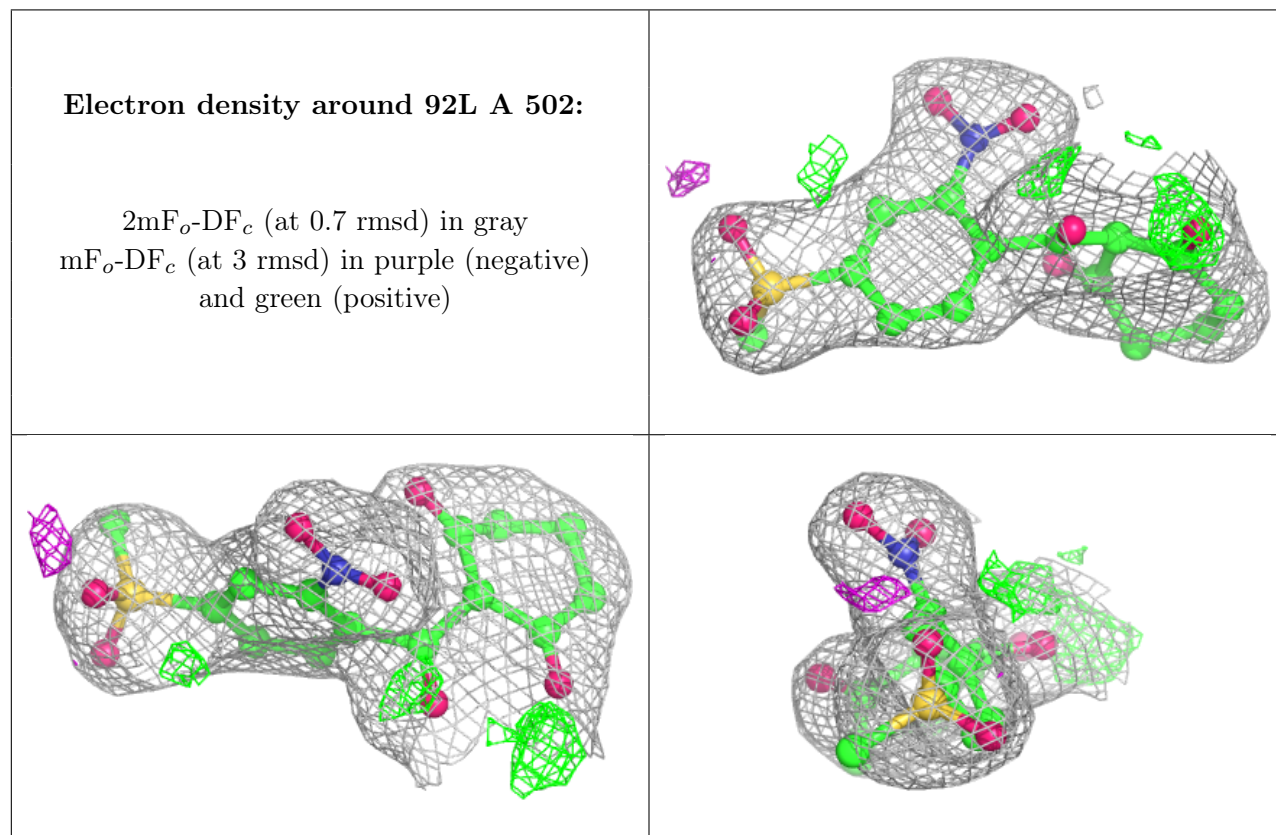 Electron density around 92L A 502:
2mFo-DFc (at 0.7 rmsd) in gray
mFo-DFc (at 3 rmsd) in purple (negative)
and green (positive)